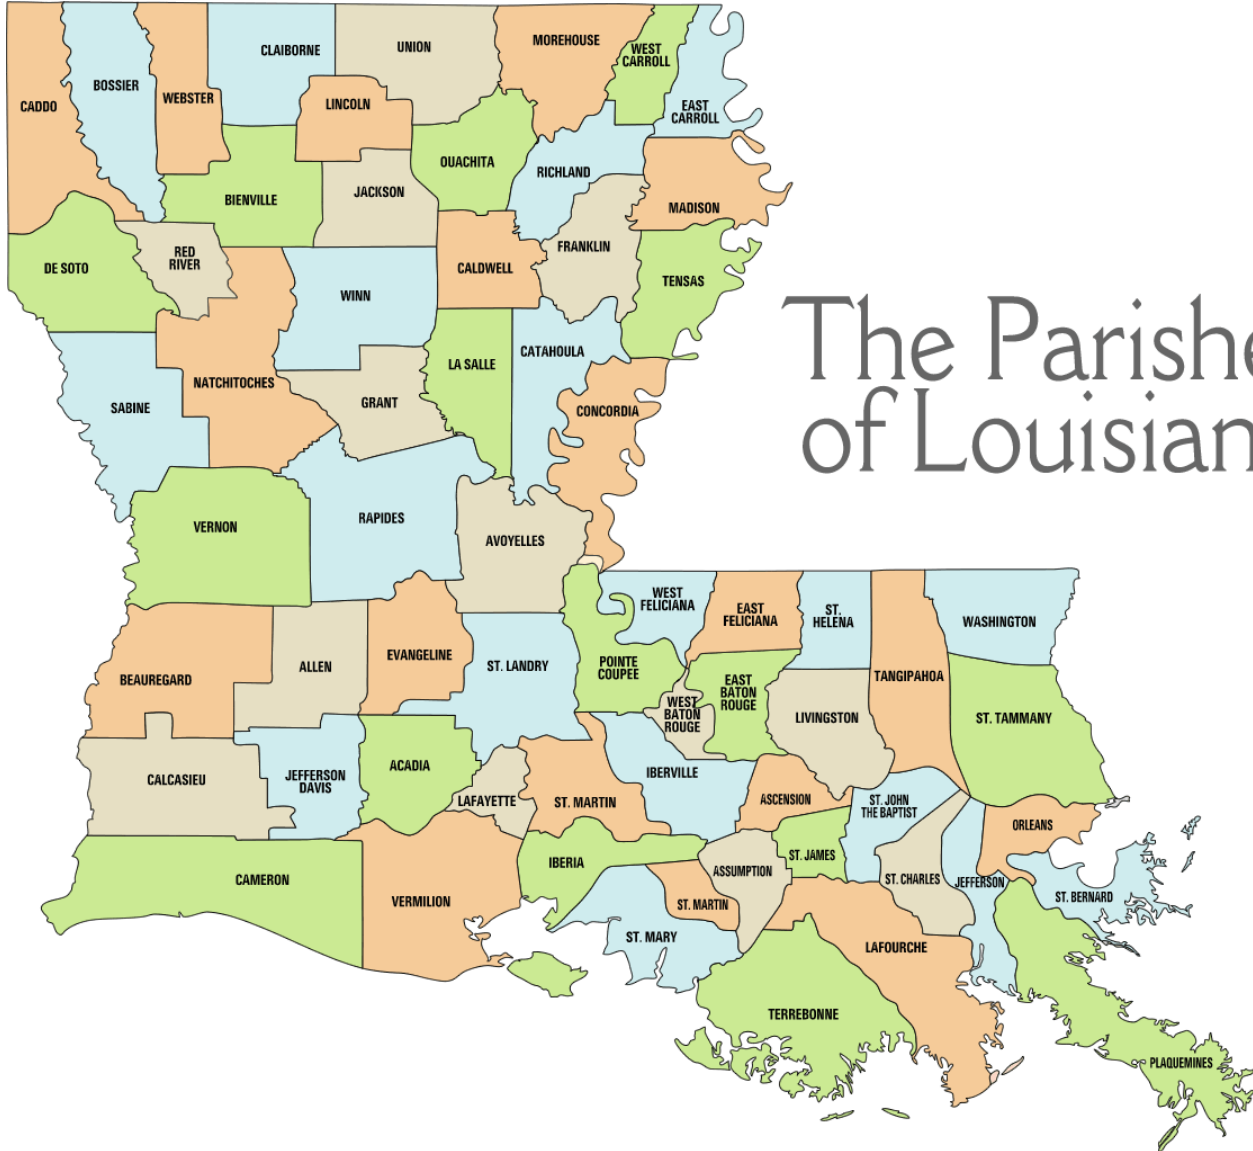 UNION
MOREHOUSE
CLAIBORNE
WEST
CARROLL
BOSSIER
WEBSTER
CADDO
LINCOLN
EAST
CARROLL
OUACHITA
RICHLAND
JACKSON
BIENVILLE
MADISON
FRANKLIN
RED
RIVER
DE SOTO
CALDWELL
TENSAS
WINN
The Parishe
of Louisian
CATAHOULA
LA SALLE
NATCHITOCHES
GRANT
SABINE
CONCORDIA
RAPIDES
VERNON
AVOYELLES
WEST
FELICIANA
EAST
FELICIANA
ST.
HELENA
WASHINGTON
EVANGELINE
ALLEN
ST. LANDRY
POINTE
COUPEE
BEAUREGARD
TANGIPAHOA
EAST
BATON
ROUGE
WEST
BATON
ROUGE
LIVINGSTON
ST. TAMMANY
CALCASIEU
JEFFERSON
DAVIS
ACADIA
IBERVILLE
LAFAYETTE
ST. MARTIN
ASCENSION
ST. JOHN
THE BAPTIST
ORLEANS
ST. JAMES
IBERIA
ASSUMPTION
CAMERON
ST. CHARLES
JEFFERSON
ST. BERNARD
VERMILION
ST. MARTIN
ST. MARY
LAFOURCHE
TERREBONNE
PLAQUEMINES